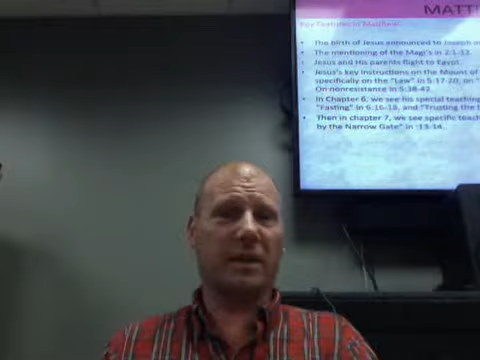 MATT
Key Features in Matthew:
• The birth of Jesus announced to Joseph in
• The mentioning of the Magi's in 2:1-12.
• Jesus and His parents flight to Egypt.
• Jesus's key instructions on the Mount of
specifically on the "Law" in 5:17-20, on "
On nonresistance in 5:38-42.
• In Chapter 6, we see his special teaching
"Fasting" in 6:16-18, and "Trusting the
• Then in chapter 7, we see specific teach
by the Narrow Gate" in :13-14.